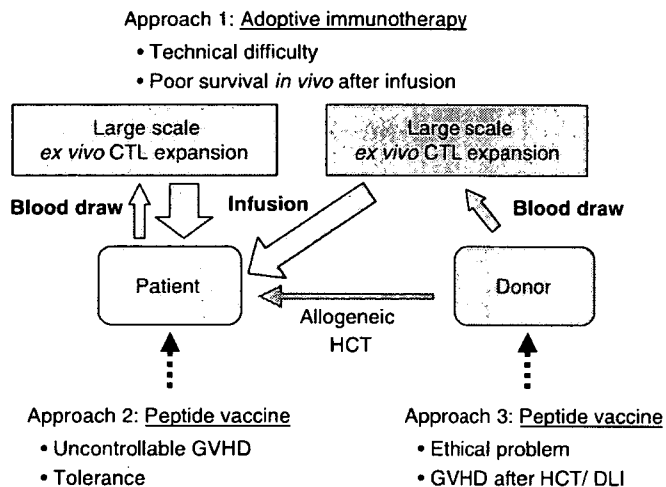 Approach 1: Adoptive immunotherapy
• Technical difficulty
• Poor survival in vivo after infusion
Large scale
ex vivo CTL expansion
Large scale
ex vivo CTL expansion
Blood draw
Infusion
Blood draw
Patient
Donor
Allogeneic
HCT
Approach 2: Peptide vaccine
• Uncontrollable GVHD
• Tolerance
Approach 3: Peptide vaccine
• Ethical problem
• GVHD after HCT/ DLI